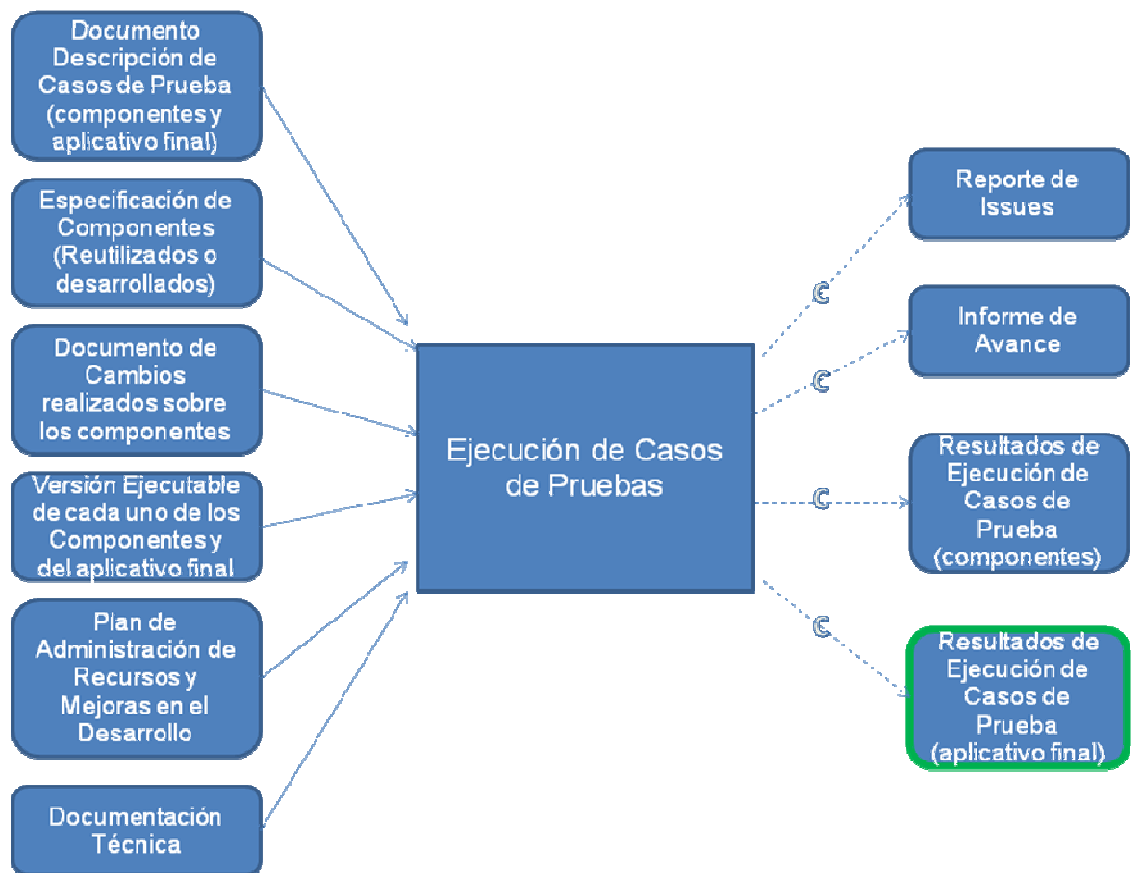 Documento
Descripción de
Casos de Prueba
(componentes y
aplicativo final)
Especificación de
Componentes
(Reutilizados o
desarrollados)
Documento de
Cambios
realizados sobre
los componentes
Versión Ejecutable
de cada uno de los
Componentes y
del aplicativo final
Plan de
Administración de
Recursos y
Mejoras en el
Desarrollo
Documentación
Técnica
Ejecución de Casos
de Pruebas
C
C
C
C
Reporte de
Issues
Informe de
Avance
Resultados de
Ejecución de
Casos de
Prueba
(componentes)
Resultados de
Ejecución de
Casos de
Prueba
(aplicativo final)